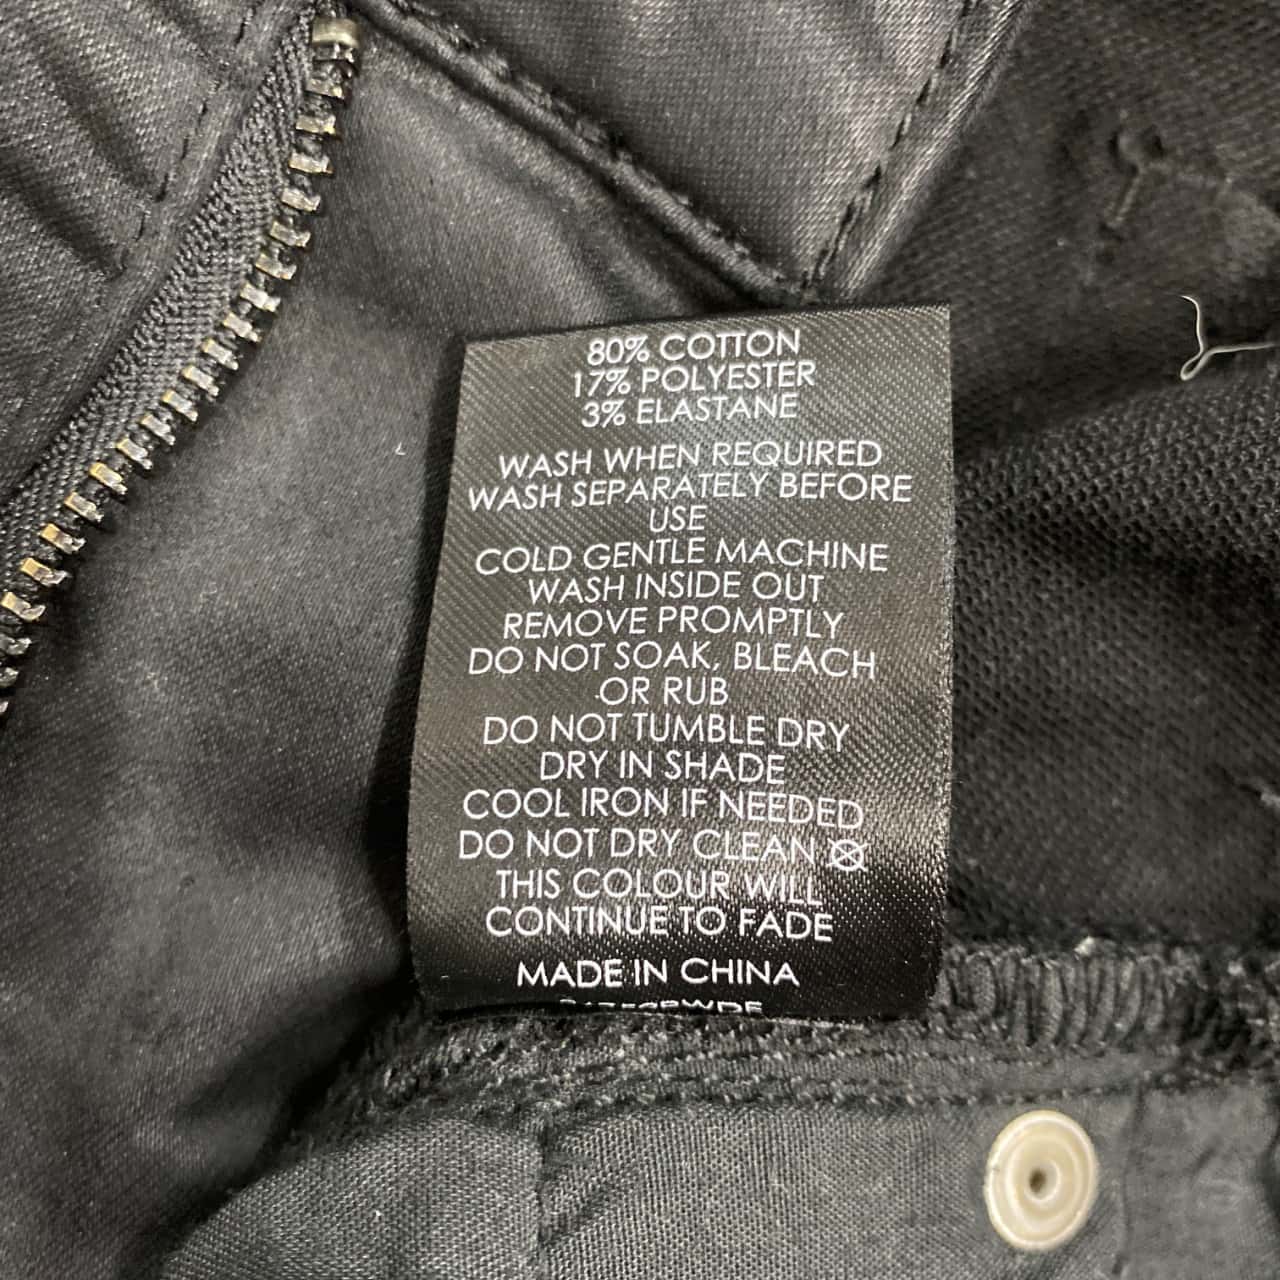 80% COTTON
17% POLYESTER
3% ELASTANE
WASH WHEN REQUIRED
WASH SEPARATELY BEFORE
USE
COLD GENTLE MACHINE
WASH INSIDE OUT
REMOVE PROMPTLY
DO NOT SOAK, BLEACH
OR RUB
DO NOT TUMBLE DRY
DRY IN SHADE
COOL IRON IF NEEDED
DO NOT DRY CLEAN
THIS COLOUR WILL
CONTINUE TO FADE
MADE IN CHINA